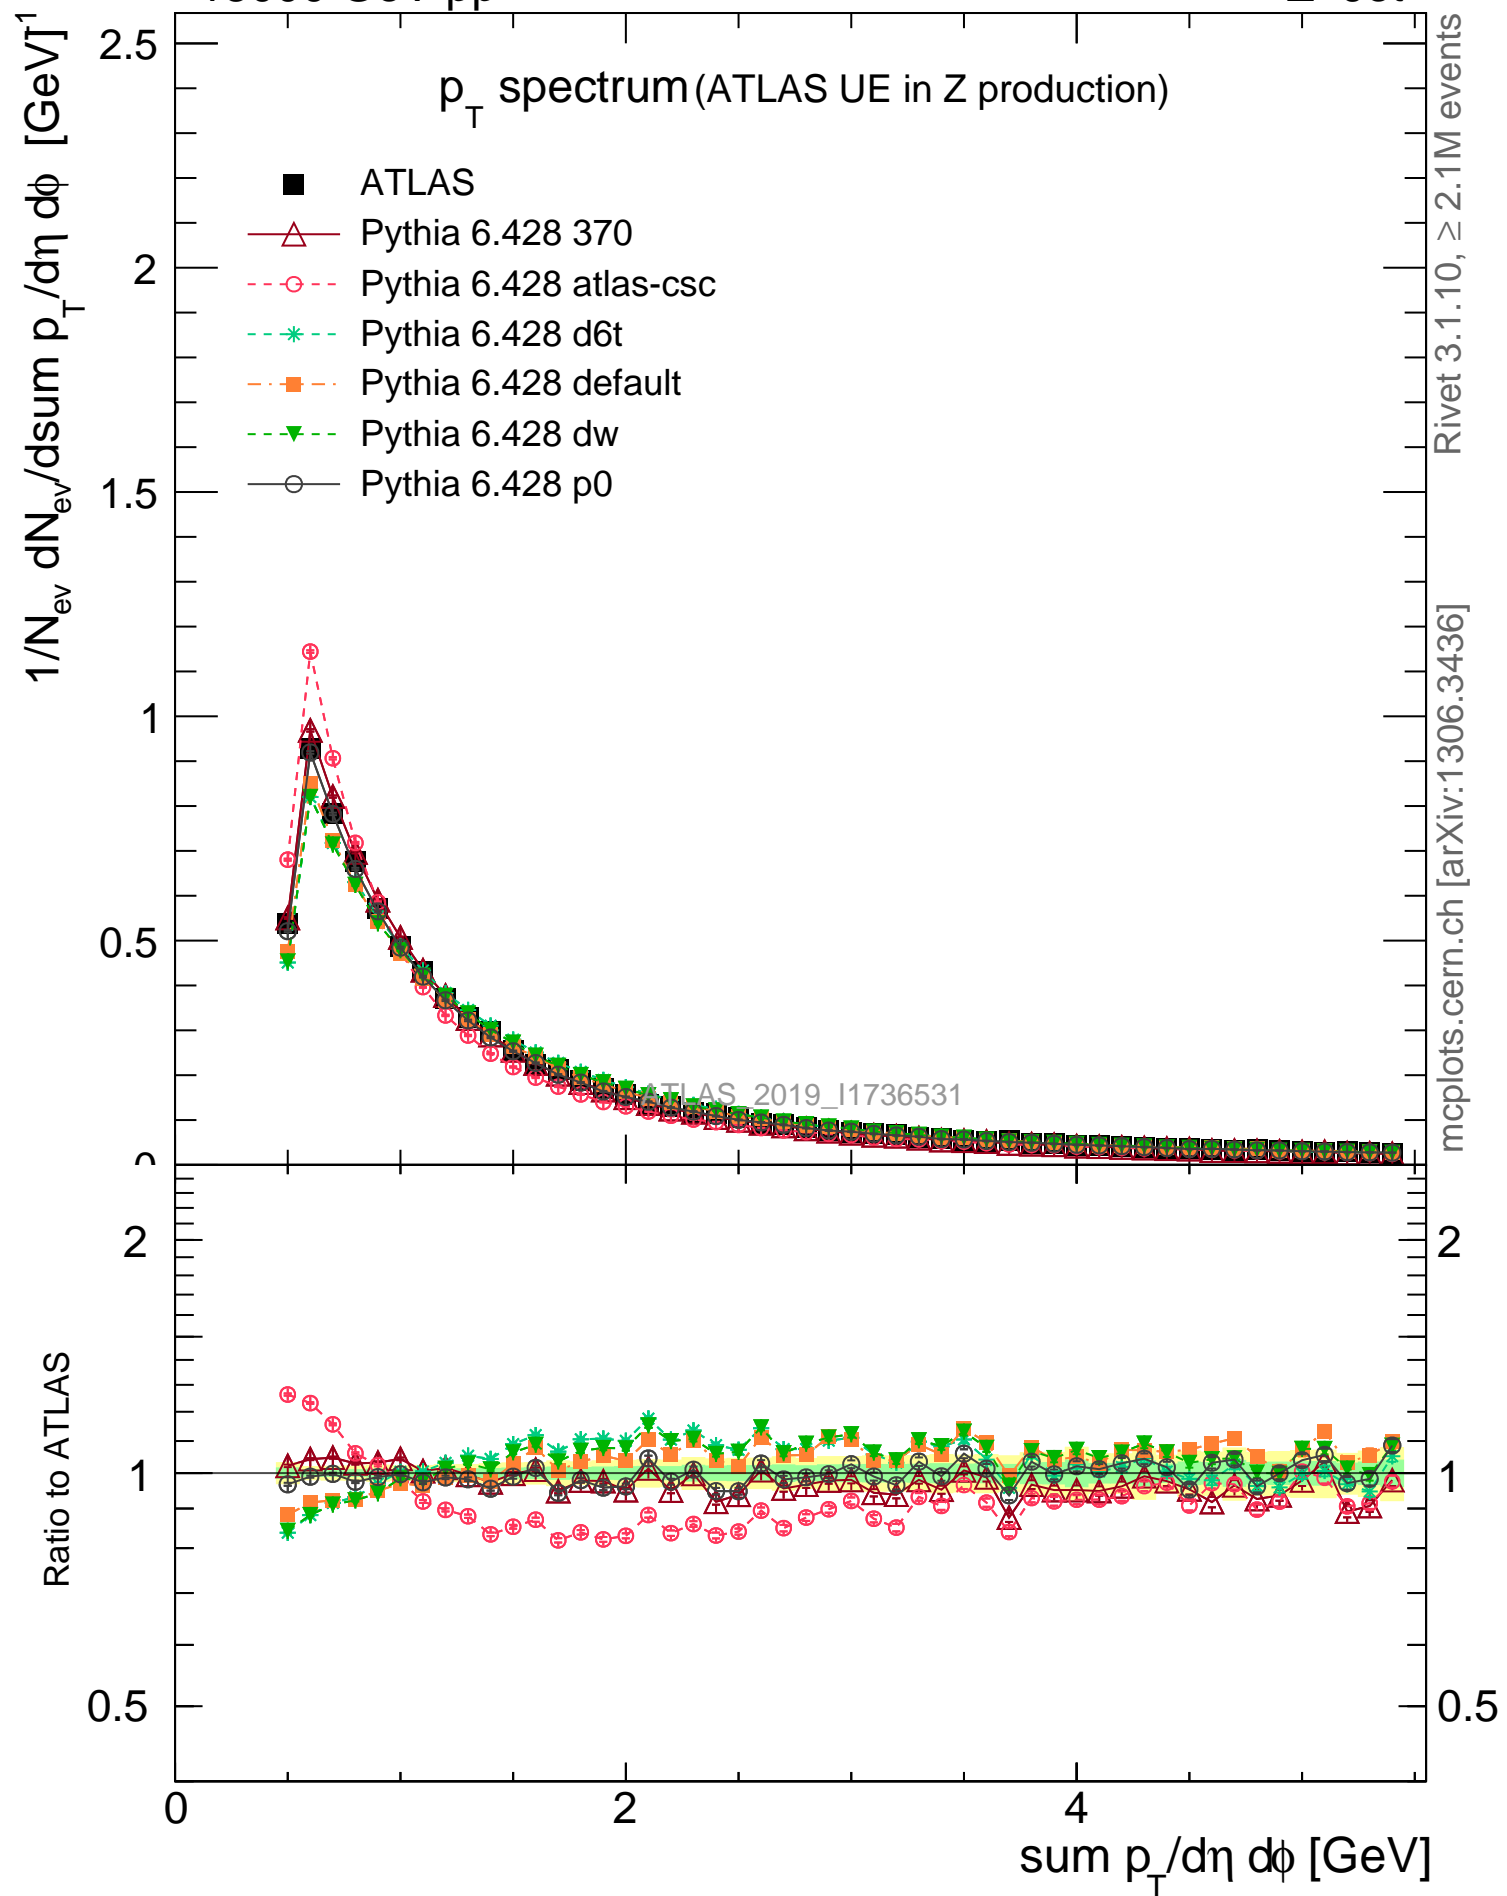 p_T spectrum (ATLAS UE in Z production)
1/N_ev dN_ev/dsum p_T/dη dϕ [GeV]^-1
2.5
2
1.5
1
0.5
0
ATLAS
Pythia 6.428 370
Pythia 6.428 atlas-csc
Pythia 6.428 d6t
Pythia 6.428 default
Pythia 6.428 dw
Pythia 6.428 p0
ATLAS_2019_I1736531
Rivet 3.1.10, ≥ 2.1M events
mcplots.cern.ch [arXiv:1306.3436]
Ratio to ATLAS
2
1
0.5
2
1
0.5
0
2
4
sum p_T/dη dϕ [GeV]